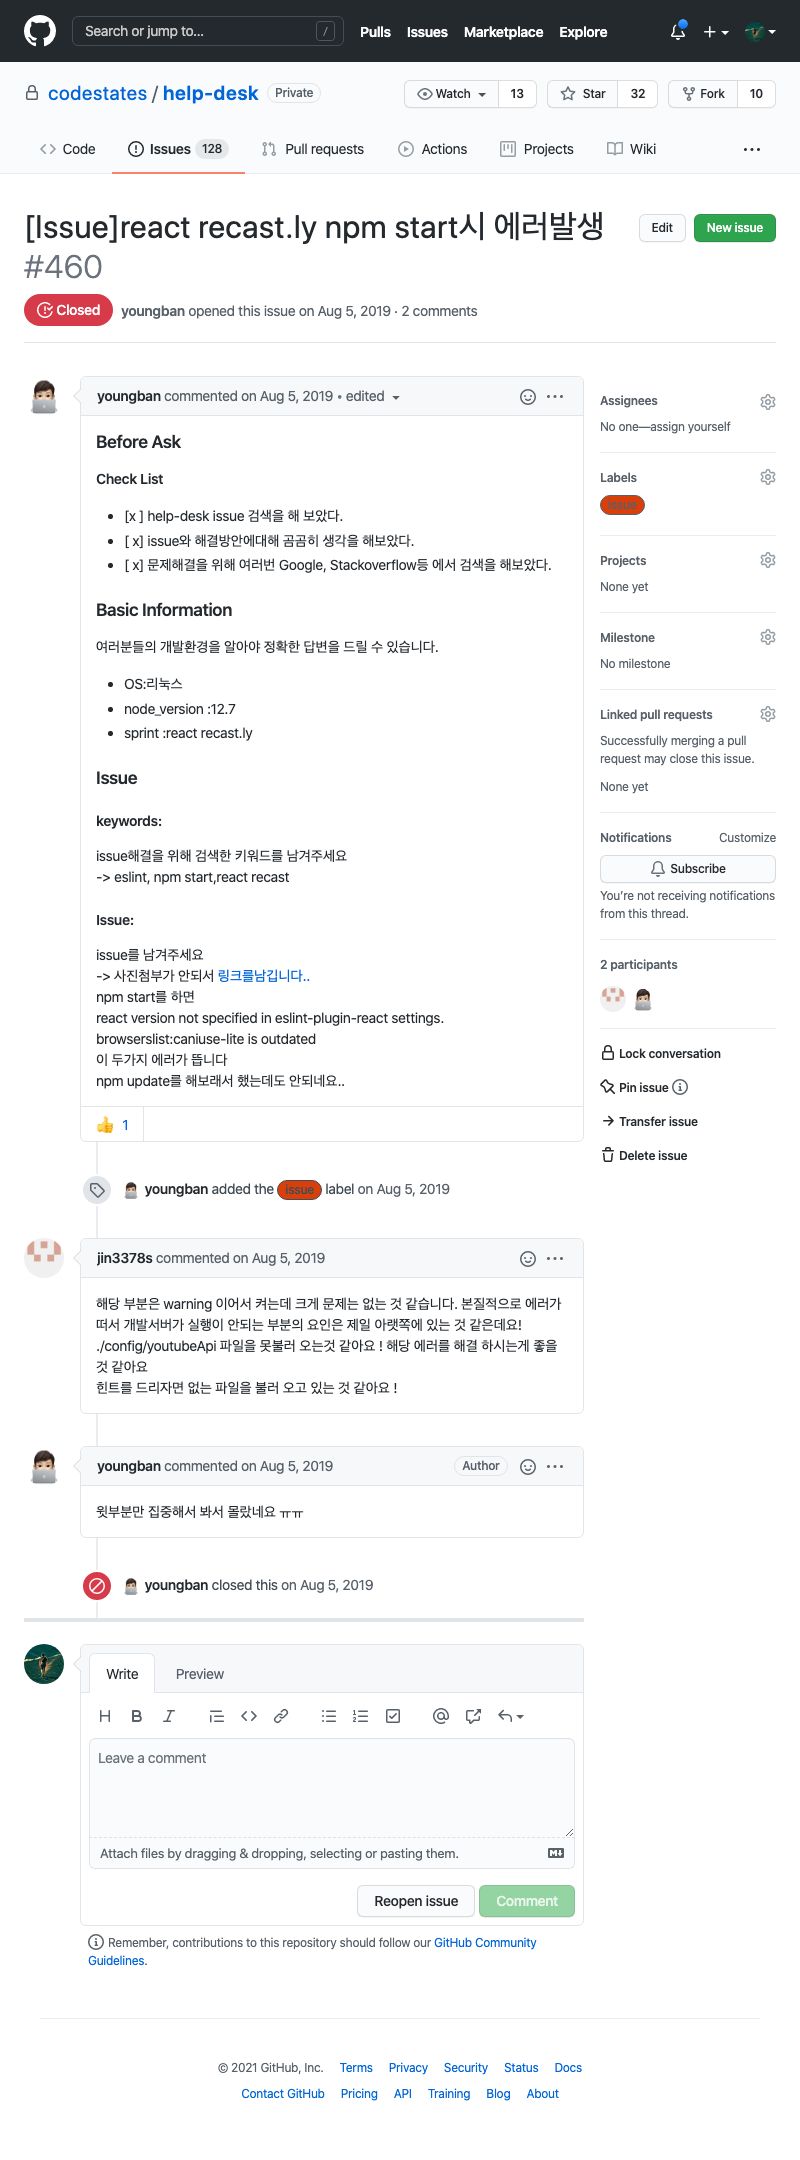 Search or jump to... /
Pulls Issues Marketplace Explore
codestates / help-desk Private
Watch 13 Star 32 Fork 10
Code Issues 128 Pull requests Actions Projects Wiki ...
[Issue]react recast.ly npm start시 에러발생
#460
Edit New issue
Closed youngban opened this issue on Aug 5, 2019 · 2 comments
youngban commented on Aug 5, 2019 • edited
Before Ask
Check List
• [x ] help-desk issue 검색을 해 보았다.
• [ x] issue와 해결방안에대해 곰곰히 생각을 해보았다.
• [ x] 문제해결을 위해 여러번 Google, Stackoverflow등 에서 검색을 해보았다.
Basic Information
여러분들의 개발환경을 알아야 정확한 답변을 드릴 수 있습니다.
• OS:리눅스
• node_version :12.7
• sprint :react recast.ly
Issue
keywords:
issue해결을 위해 검색한 키워드를 남겨주세요
-> eslint, npm start,react recast
Issue:
issue를 남겨주세요
-> 사진첨부가 안되서 링크를남깁니다..
npm start를 하면
react version not specified in eslint-plugin-react settings.
browserslist:caniuse-lite is outdated
이 두가지 에러가 뜹니다
npm update를 해보래서 했는데도 안되네요..
👍 1
youngban added the issue label on Aug 5, 2019
jin3378s commented on Aug 5, 2019
해당 부분은 warning 이어서 켜는데 크게 문제는 없는 것 같습니다. 본질적으로 에러가
떠서 개발서버가 실행이 안되는 부분의 요인은 제일 아랫쪽에 있는 것 같은데요!
./config/youtubeApi 파일을 못불러 오는것 같아요 ! 해당 에러를 해결 하시는게 좋을
것 같아요
힌트를 드리자면 없는 파일을 불러 오고 있는 것 같아요 !
youngban commented on Aug 5, 2019 Author
윗부분만 집중해서 봐서 몰랐네요 ㅠㅠ
youngban closed this on Aug 5, 2019
Write Preview
H B I
Leave a comment
Attach files by dragging & dropping, selecting or pasting them.
Reopen issue Comment
Remember, contributions to this repository should follow our GitHub Community
Guidelines.
Assignees
No one—assign yourself
Labels
issue
Projects
None yet
Milestone
No milestone
Linked pull requests
Successfully merging a pull
request may close this issue.
None yet
Notifications Customize
Subscribe
You're not receiving notifications
from this thread.
2 participants
Lock conversation
Pin issue
Transfer issue
Delete issue
© 2021 GitHub, Inc. Terms Privacy Security Status Docs
Contact GitHub Pricing API Training Blog About